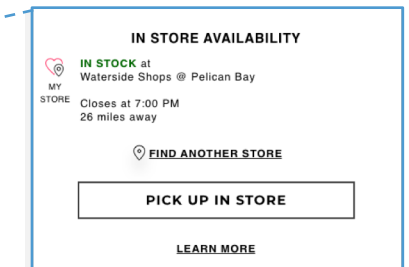 IN STORE AVAILABILITY
IN STOCK at
Waterside Shops @ Pelican Bay
MY
STORE
Closes at 7:00 PM
26 miles away
FIND ANOTHER STORE
PICK UP IN STORE
LEARN MORE